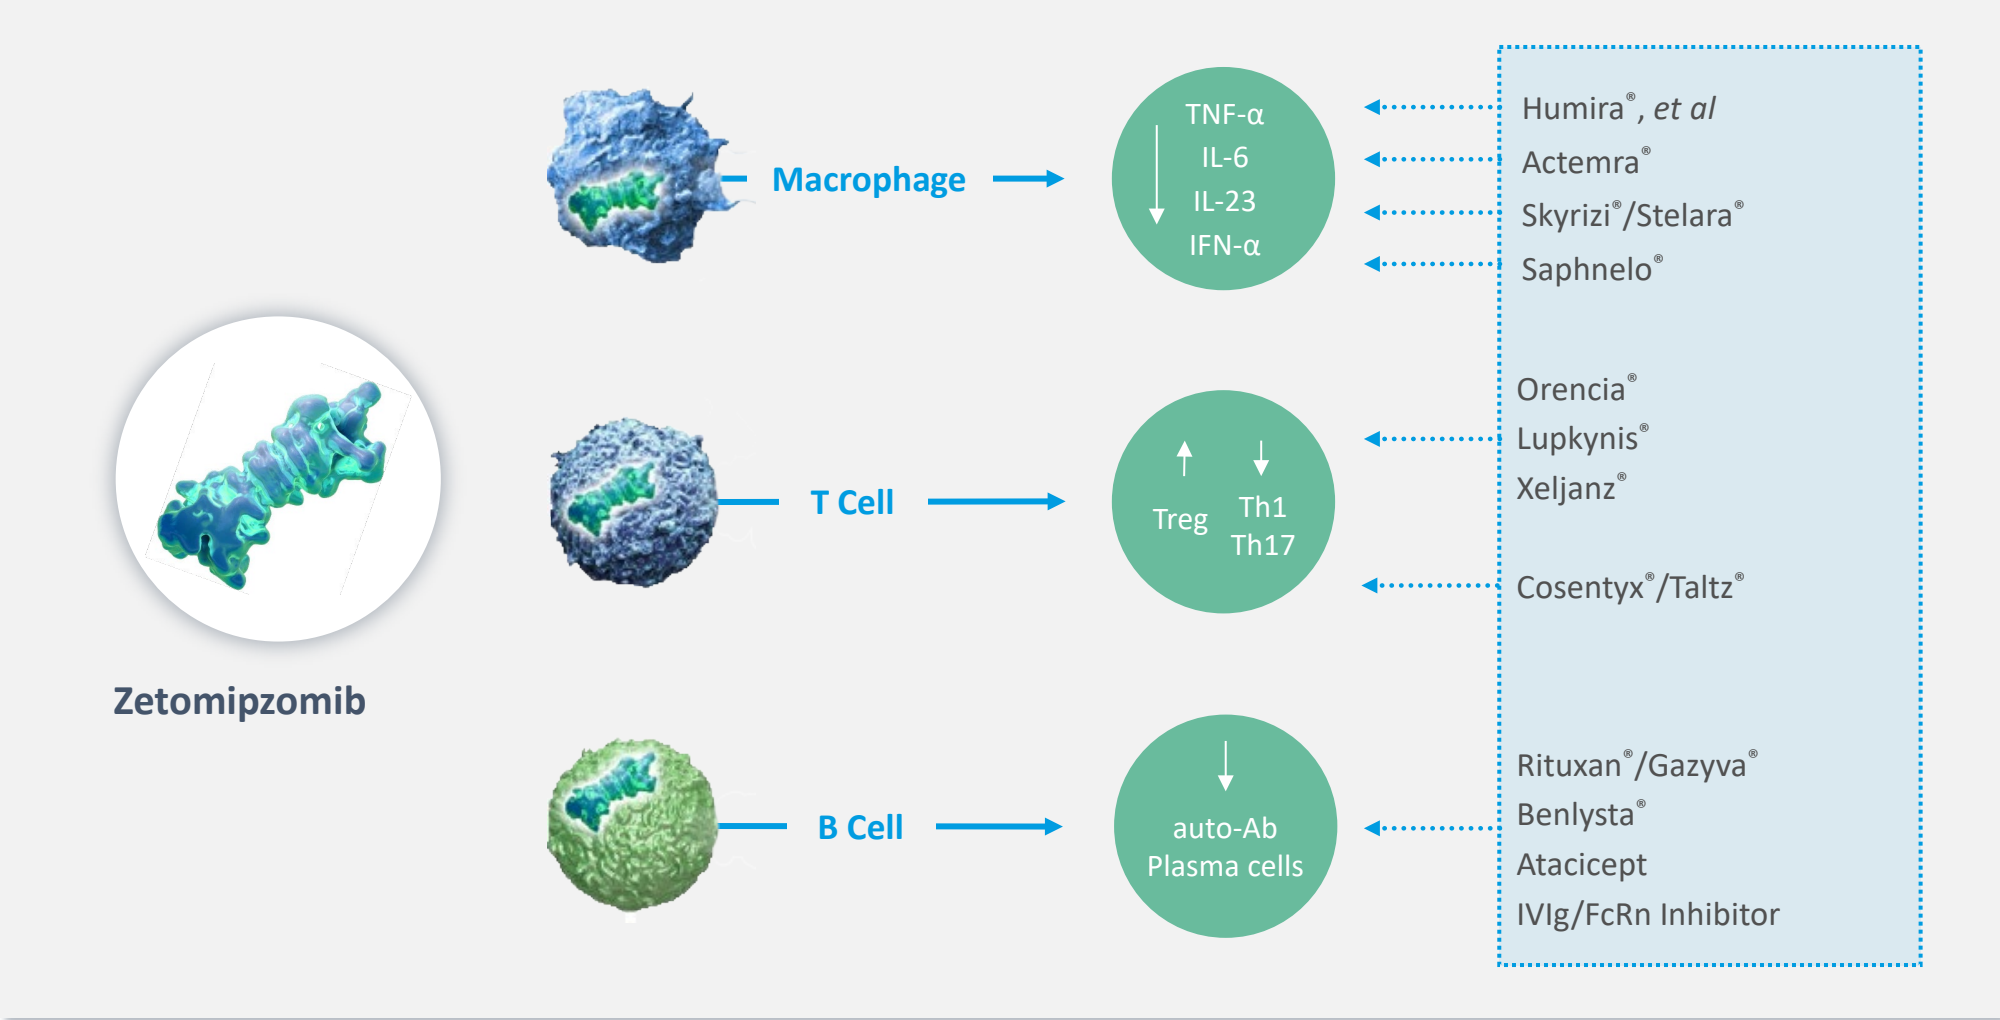 Zetomipzomib
Macrophage
TNF-α
IL-6
IL-23
IFN-α
Humira®, et al
Actemra®
Skyrizi®/Stelara®
Saphnelo®
T Cell
Treg
Th1
Th17
Orencia®
Lupkynis®
Xeljanz®
Cosentyx®/Taltz®
B Cell
auto-Ab
Plasma cells
Rituxan®/Gazyva®
Benlysta®
Atacicept
IVIg/FcRn Inhibitor